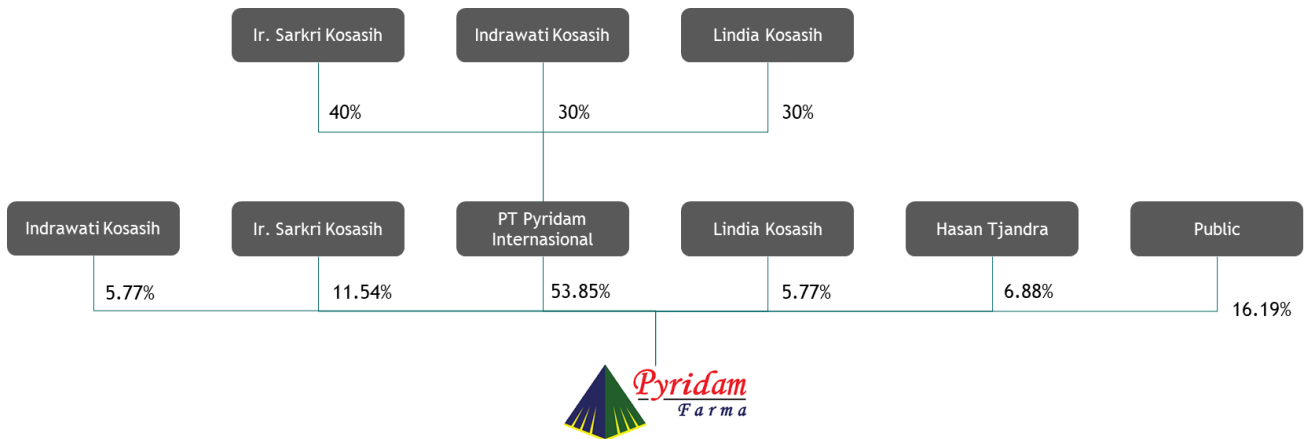 Ir. Sarkri Kosasih
Indrawati Kosasih
Lindia Kosasih
40%
30%
30%
Indrawati Kosasih
Ir. Sarkri Kosasih
PT Pyridam
Internasional
Lindia Kosasih
Hasan Tjandra
Public
5.77%
11.54%
53.85%
5.77%
6.88%
16.19%
Pyridam
Farma